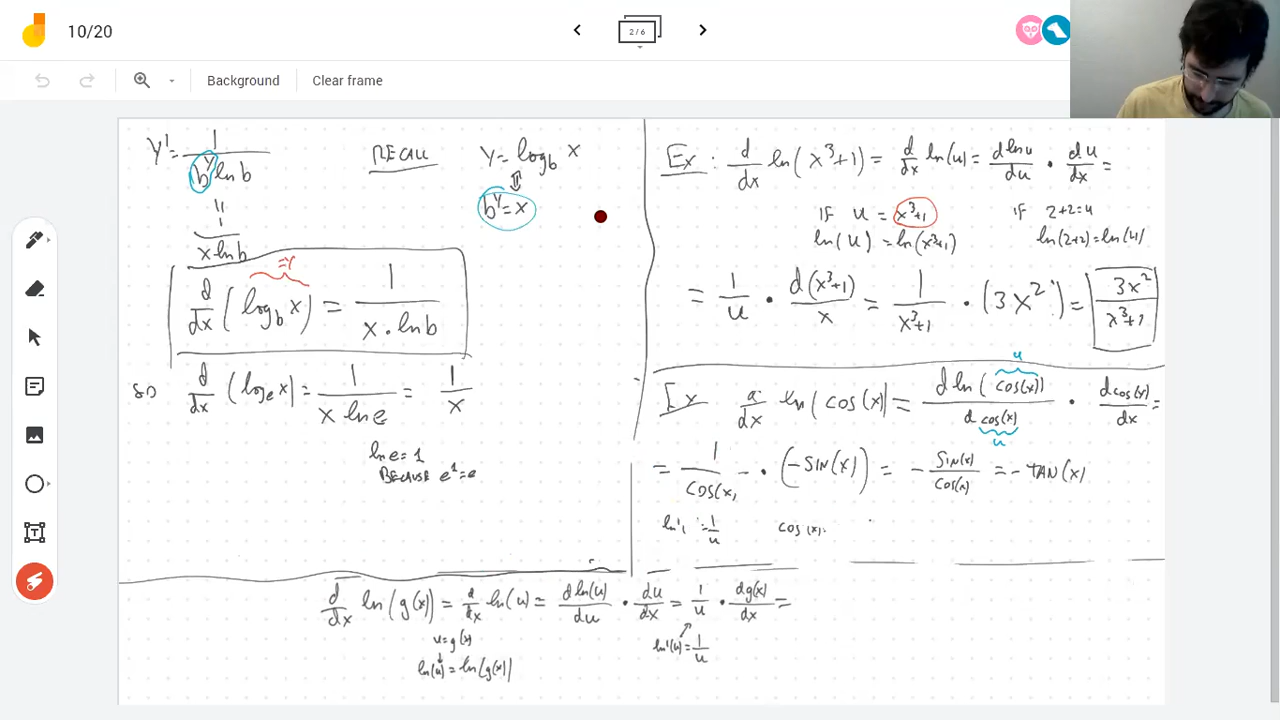 10/20
2/6
Background
Clear frame
Y' = 1 / (b^Y ln b)
"
1 / (x ln b)
RECALL
Y = log_b x
⇕
b^Y = x
=Y
d/dx (log_b x) = 1 / (x · ln b)
so d/dx (log_e x) = 1 / (x ln e) = 1/x
ln e = 1
BECAUSE e^1 = e
Ex : d/dx ln(x^3+1) = d/dx ln(u) = d ln u / du · du/dx =
IF u = x^3+1
ln(u) = ln(x^3+1)
IF 2+2=4
ln(2+2) = ln(4)
= 1/u · d(x^3+1)/x = 1/(x^3+1) · (3x^2) = 3x^2/(x^3+1)
u
Ex d/dx ln(cos(x)) = d ln(cos(x)) / d cos(x) · d cos(x)/dx =
u
= 1/cos(x) · (-SIN(x)) = - SIN(x)/cos(x) = - TAN(x)
= 1/u
cos(x)
d/dx ln(g(x)) = d/dx ln(u) = d ln(u)/du · du/dx = 1/u · dg(x)/dx =
u = g(x)
ln(u) = ln(g(x))
ln'(u) = 1/u